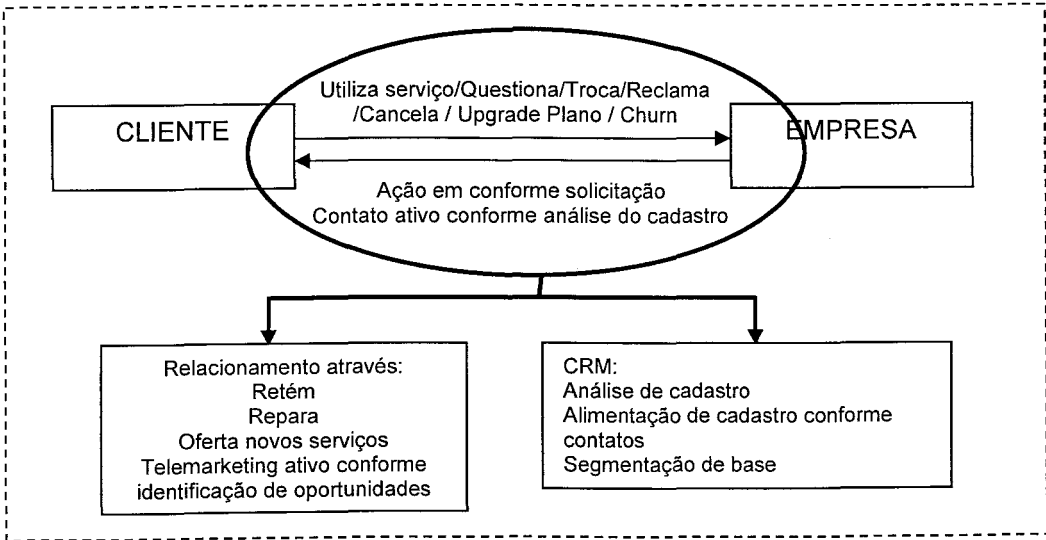 Utiliza serviço/Questiona/Troca/Reclama
/Cancela / Upgrade Plano / Churn
CLIENTE
EMPRESA
Ação em conforme solicitação
Contato ativo conforme análise do cadastro
Relacionamento através:
Retém
Repara
Oferta novos serviços
Telemarketing ativo conforme
identificação de oportunidades
CRM:
Análise de cadastro
Alimentação de cadastro conforme
contatos
Segmentação de base